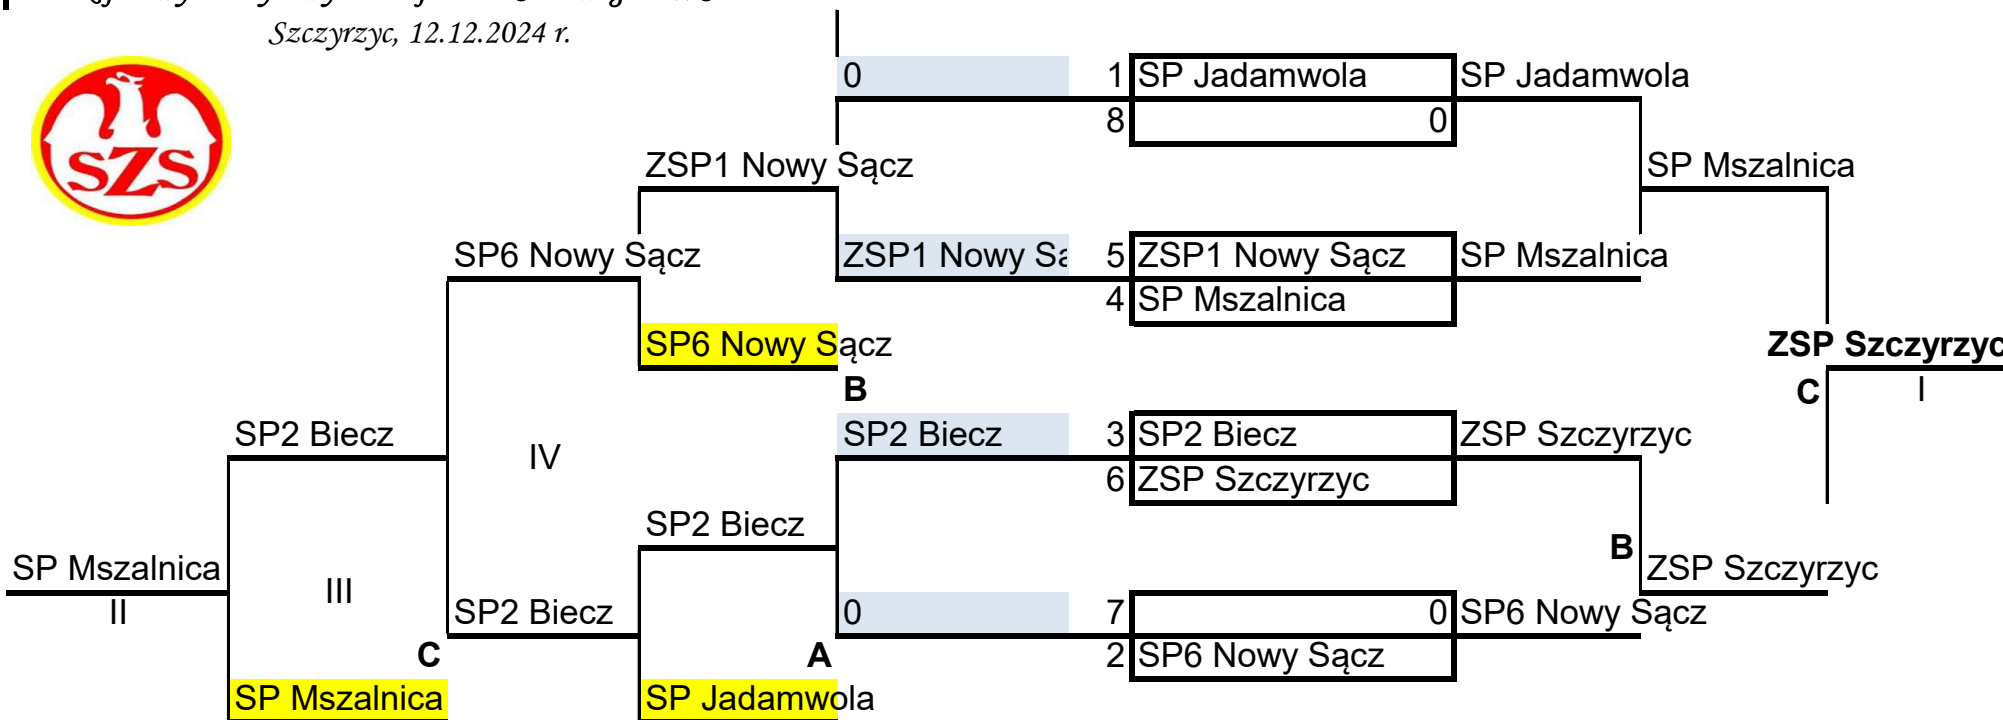 Szczyrzyc, 12.12.2024 r.
SZS
0 1 SP Jadamwola SP Jadamwola
8 0
ZSP1 Nowy Sącz SP Mszalnica
SP6 Nowy Sącz ZSP1 Nowy Są 5 ZSP1 Nowy Sącz SP Mszalnica
4 SP Mszalnica
SP6 Nowy Sącz ZSP Szczyrzyc
B C I
SP2 Biecz SP2 Biecz 3 SP2 Biecz ZSP Szczyrzyc
IV 6 ZSP Szczyrzyc
SP2 Biecz B
SP Mszalnica ZSP Szczyrzyc
II III SP2 Biecz 0 7 0 SP6 Nowy Sącz
C A 2 SP6 Nowy Sącz
SP Mszalnica SP Jadamwola